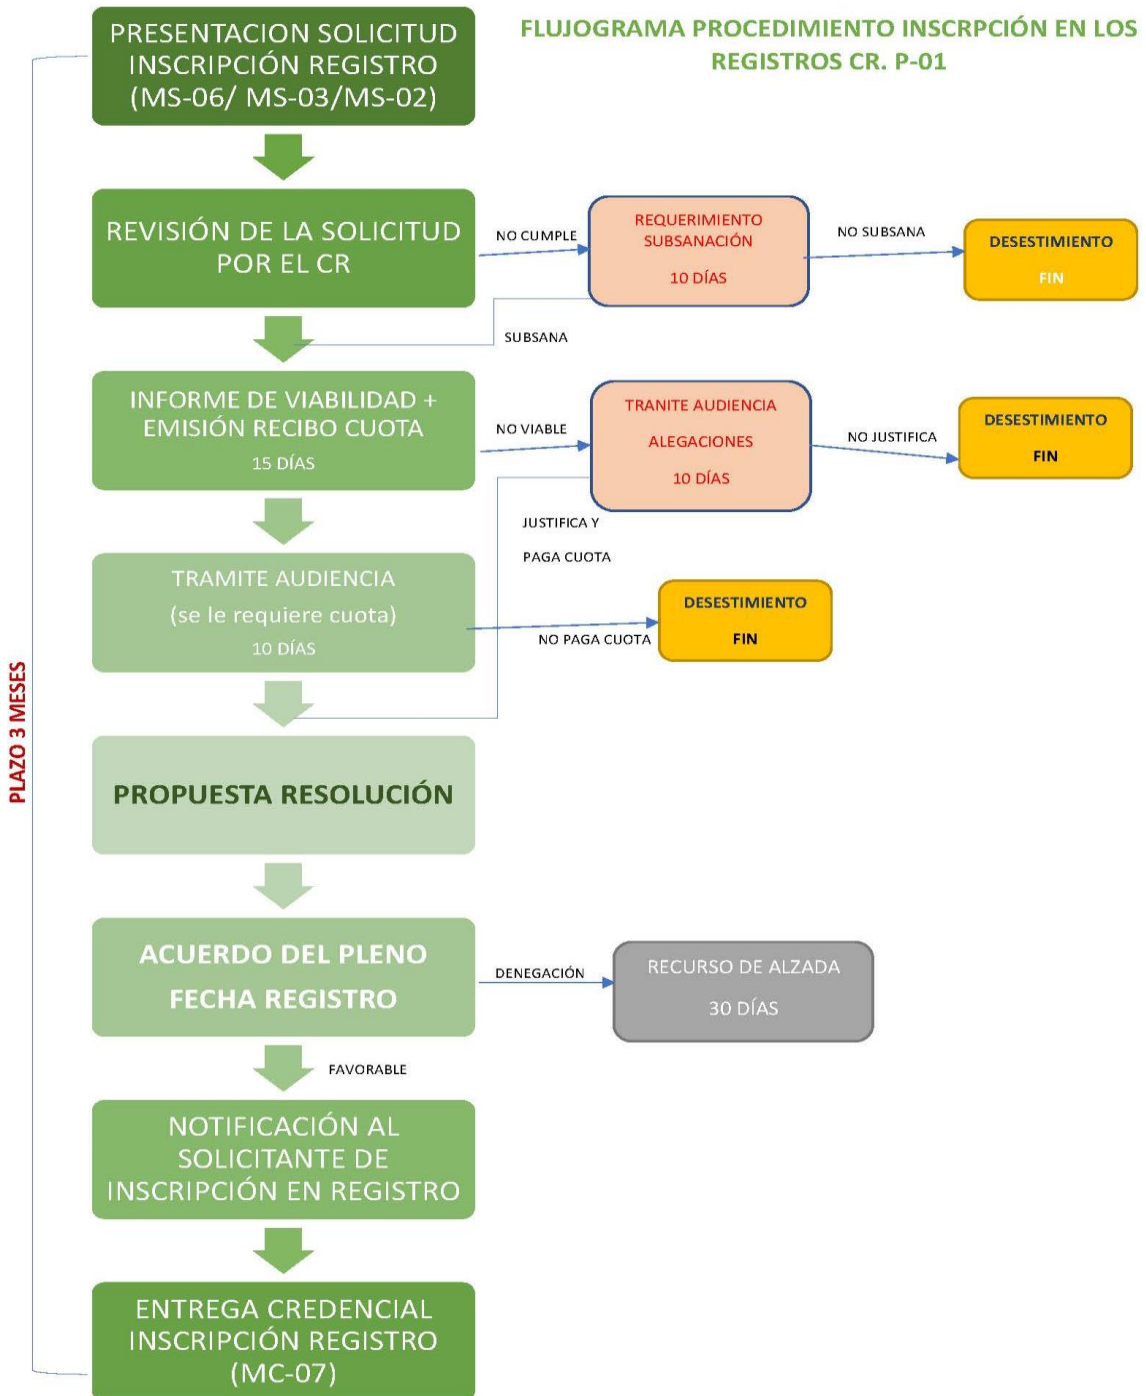 FLUJOGRAMA PROCEDIMIENTO INSCRPCIÓN EN LOS
REGISTROS CR. P-01
PRESENTACION SOLICITUD
INSCRIPCIÓN REGISTRO
(MS-06/ MS-03/MS-02)
REVISIÓN DE LA SOLICITUD
POR EL CR
NO CUMPLE
REQUERIMIENTO
SUBSANACIÓN
10 DÍAS
NO SUBSANA
DESESTIMIENTO
FIN
SUBSANA
INFORME DE VIABILIDAD +
EMISIÓN RECIBO CUOTA
15 DÍAS
NO VIABLE
TRANITE AUDIENCIA
ALEGACIONES
10 DÍAS
NO JUSTIFICA
DESESTIMIENTO
FIN
JUSTIFICA Y
PAGA CUOTA
TRAMITE AUDIENCIA
(se le requiere cuota)
10 DÍAS
NO PAGA CUOTA
DESESTIMIENTO
FIN
PLAZO 3 MESES
PROPUESTA RESOLUCIÓN
ACUERDO DEL PLENO
FECHA REGISTRO
DENEGACIÓN
RECURSO DE ALZADA
30 DÍAS
FAVORABLE
NOTIFICACIÓN AL
SOLICITANTE DE
INSCRIPCIÓN EN REGISTRO
ENTREGA CREDENCIAL
INSCRIPCIÓN REGISTRO
(MC-07)